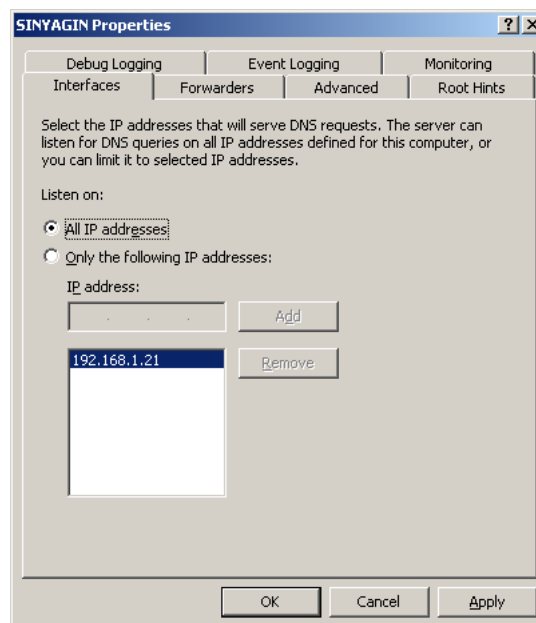 SINYAGIN Properties
Debug Logging Event Logging Monitoring
Interfaces Forwarders Advanced Root Hints
Select the IP addresses that will serve DNS requests. The server can
listen for DNS queries on all IP addresses defined for this computer, or
you can limit it to selected IP addresses.
Listen on:
All IP addresses
Only the following IP addresses:
IP address:
. . . Add
192.168.1.21 Remove
OK Cancel Apply